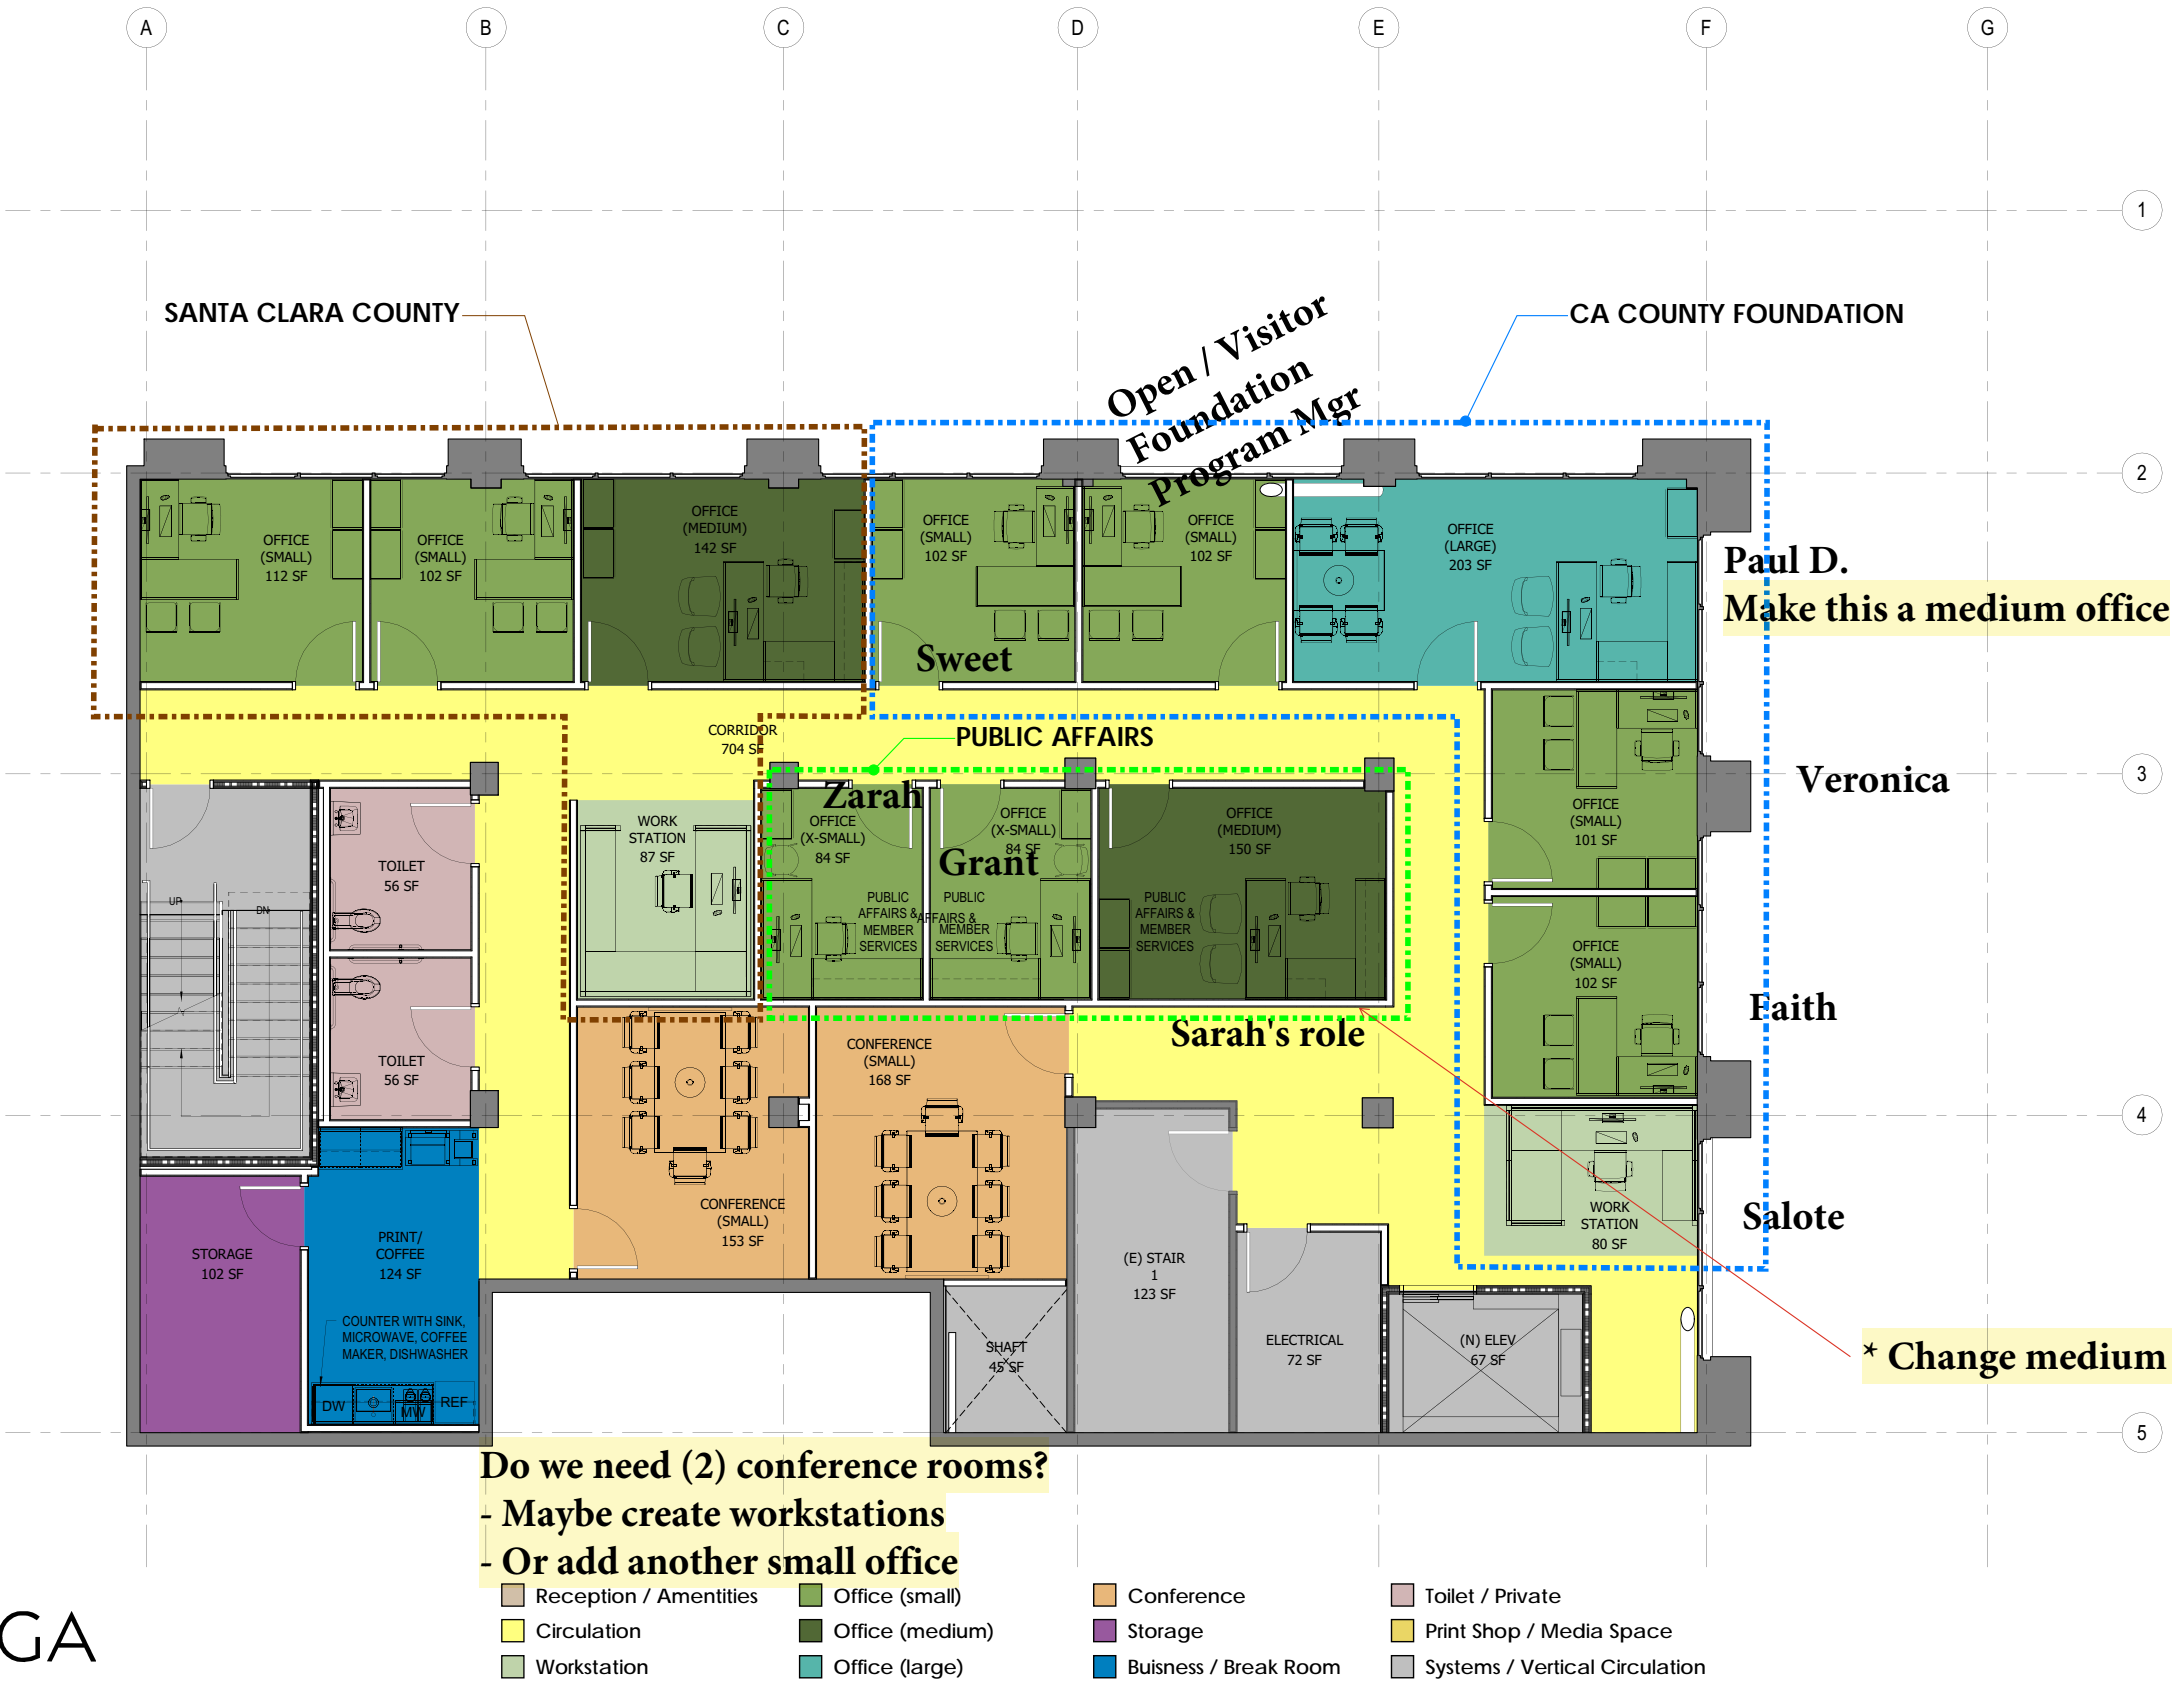 A
B
C
D
E
F
G
1
2
3
4
5
SANTA CLARA COUNTY
Open / Visitor
Foundation
Program Mgr
CA COUNTY FOUNDATION
OFFICE
(SMALL)
112 SF
OFFICE
(SMALL)
102 SF
OFFICE
(MEDIUM)
142 SF
OFFICE
(SMALL)
102 SF
OFFICE
(SMALL)
102 SF
OFFICE
(LARGE)
203 SF
Paul D.
Make this a medium office
Sweet
CORRIDOR
704 SF
PUBLIC AFFAIRS
Zarah
OFFICE
(X-SMALL)
84 SF
PUBLIC
AFFAIRS &
MEMBER
SERVICES
Grant
OFFICE
(X-SMALL)
84 SF
PUBLIC
AFFAIRS &
MEMBER
SERVICES
OFFICE
(MEDIUM)
150 SF
PUBLIC
AFFAIRS &
MEMBER
SERVICES
Sarah's role
OFFICE
(SMALL)
101 SF
Veronica
OFFICE
(SMALL)
102 SF
Faith
WORK
STATION
87 SF
TOILET
56 SF
TOILET
56 SF
UP
DN
CONFERENCE
(SMALL)
153 SF
CONFERENCE
(SMALL)
168 SF
WORK
STATION
80 SF
Salote
STORAGE
102 SF
PRINT/
COFFEE
124 SF
COUNTER WITH SINK,
MICROWAVE, COFFEE
MAKER, DISHWASHER
DW
MW
REF
(E) STAIR
1
123 SF
SHAFT
45 SF
ELECTRICAL
72 SF
(N) ELEV
67 SF
* Change medium
Do we need (2) conference rooms?
- Maybe create workstations
- Or add another small office
Reception / Amentities
Circulation
Workstation
Office (small)
Office (medium)
Office (large)
Conference
Storage
Buisness / Break Room
Toilet / Private
Print Shop / Media Space
Systems / Vertical Circulation
GA